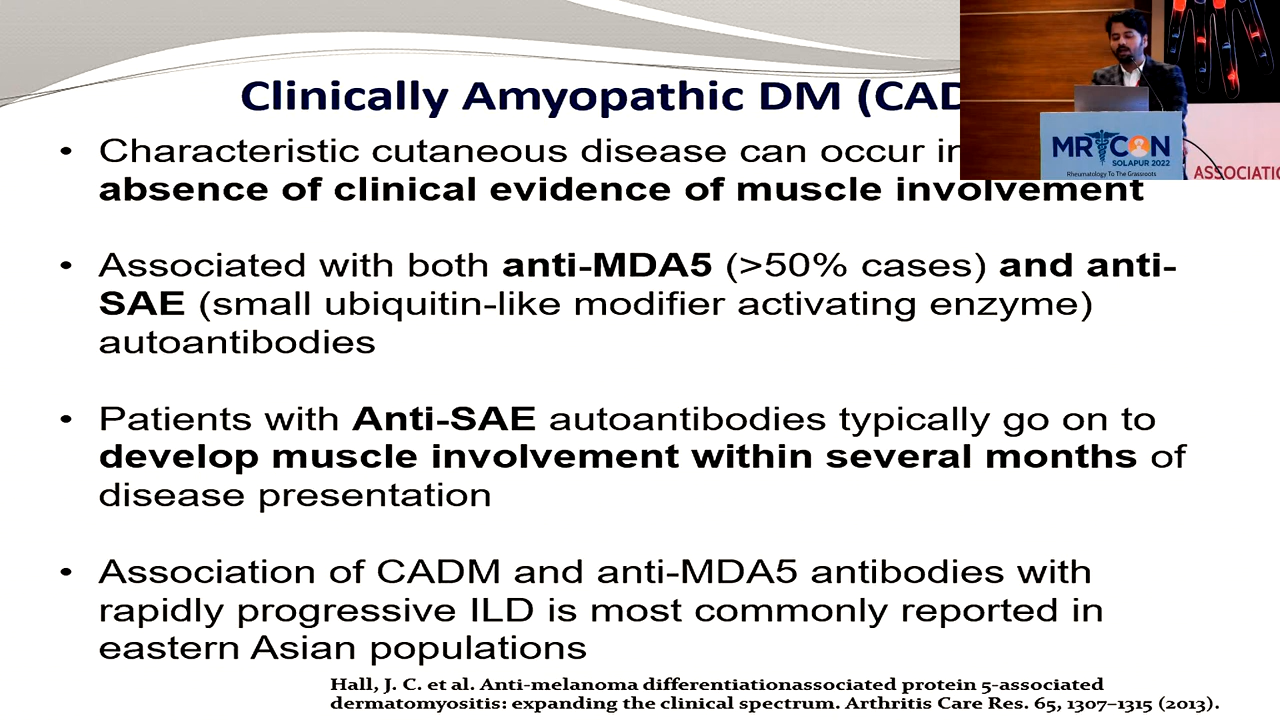 Clinically Amyopathic DM (CAD
• Characteristic cutaneous disease can occur in
absence of clinical evidence of muscle involvement
• Associated with both anti-MDA5 (>50% cases) and anti-
SAE (small ubiquitin-like modifier activating enzyme)
autoantibodies
• Patients with Anti-SAE autoantibodies typically go on to
develop muscle involvement within several months of
disease presentation
• Association of CADM and anti-MDA5 antibodies with
rapidly progressive ILD is most commonly reported in
eastern Asian populations
Hall, J. C. et al. Anti-melanoma differentiationassociated protein 5-associated
dermatomyositis: expanding the clinical spectrum. Arthritis Care Res. 65, 1307–1315 (2013).
MRCON
SOLAPUR 2022
Rheumatology To The Grassroots
ASSOCIATI